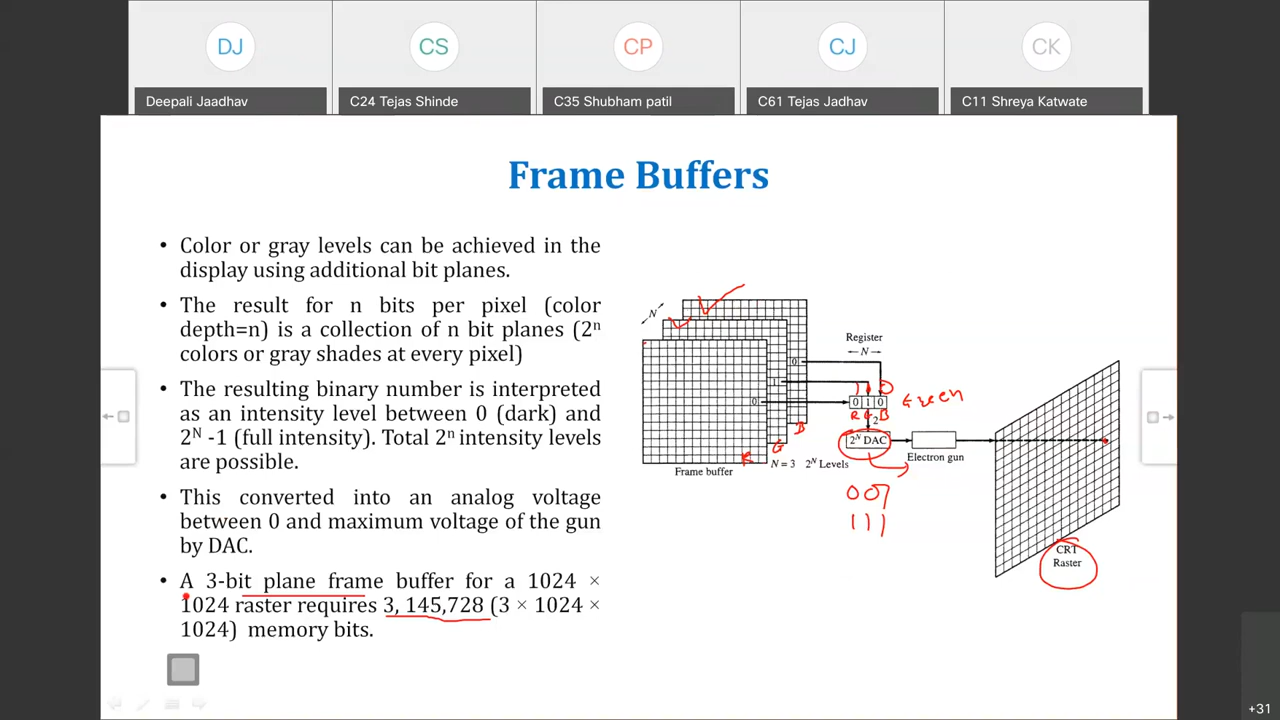 DJ
CS
CP
CJ
CK
Deepali Jaadhav
C24 Tejas Shinde
C35 Shubham patil
C61 Tejas Jadhav
C11 Shreya Katwate
Frame Buffers
• Color or gray levels can be achieved in the
display using additional bit planes.
• The result for n bits per pixel (color
depth=n) is a collection of n bit planes (2ⁿ
colors or gray shades at every pixel)
• The resulting binary number is interpreted
as an intensity level between 0 (dark) and
2ᴺ -1 (full intensity). Total 2ⁿ intensity levels
are possible.
• This converted into an analog voltage
between 0 and maximum voltage of the gun
by DAC.
• A 3-bit plane frame buffer for a 1024 ×
1024 raster requires 3, 145,728 (3 × 1024 ×
1024) memory bits.
N
Register
N
0
1
0
0 1 0
Green
R G B
2
2ᴺ DAC
Electron gun
R
G
B
Frame buffer
N = 3 2ᴺ Levels
001
111
CRT
Raster
+31